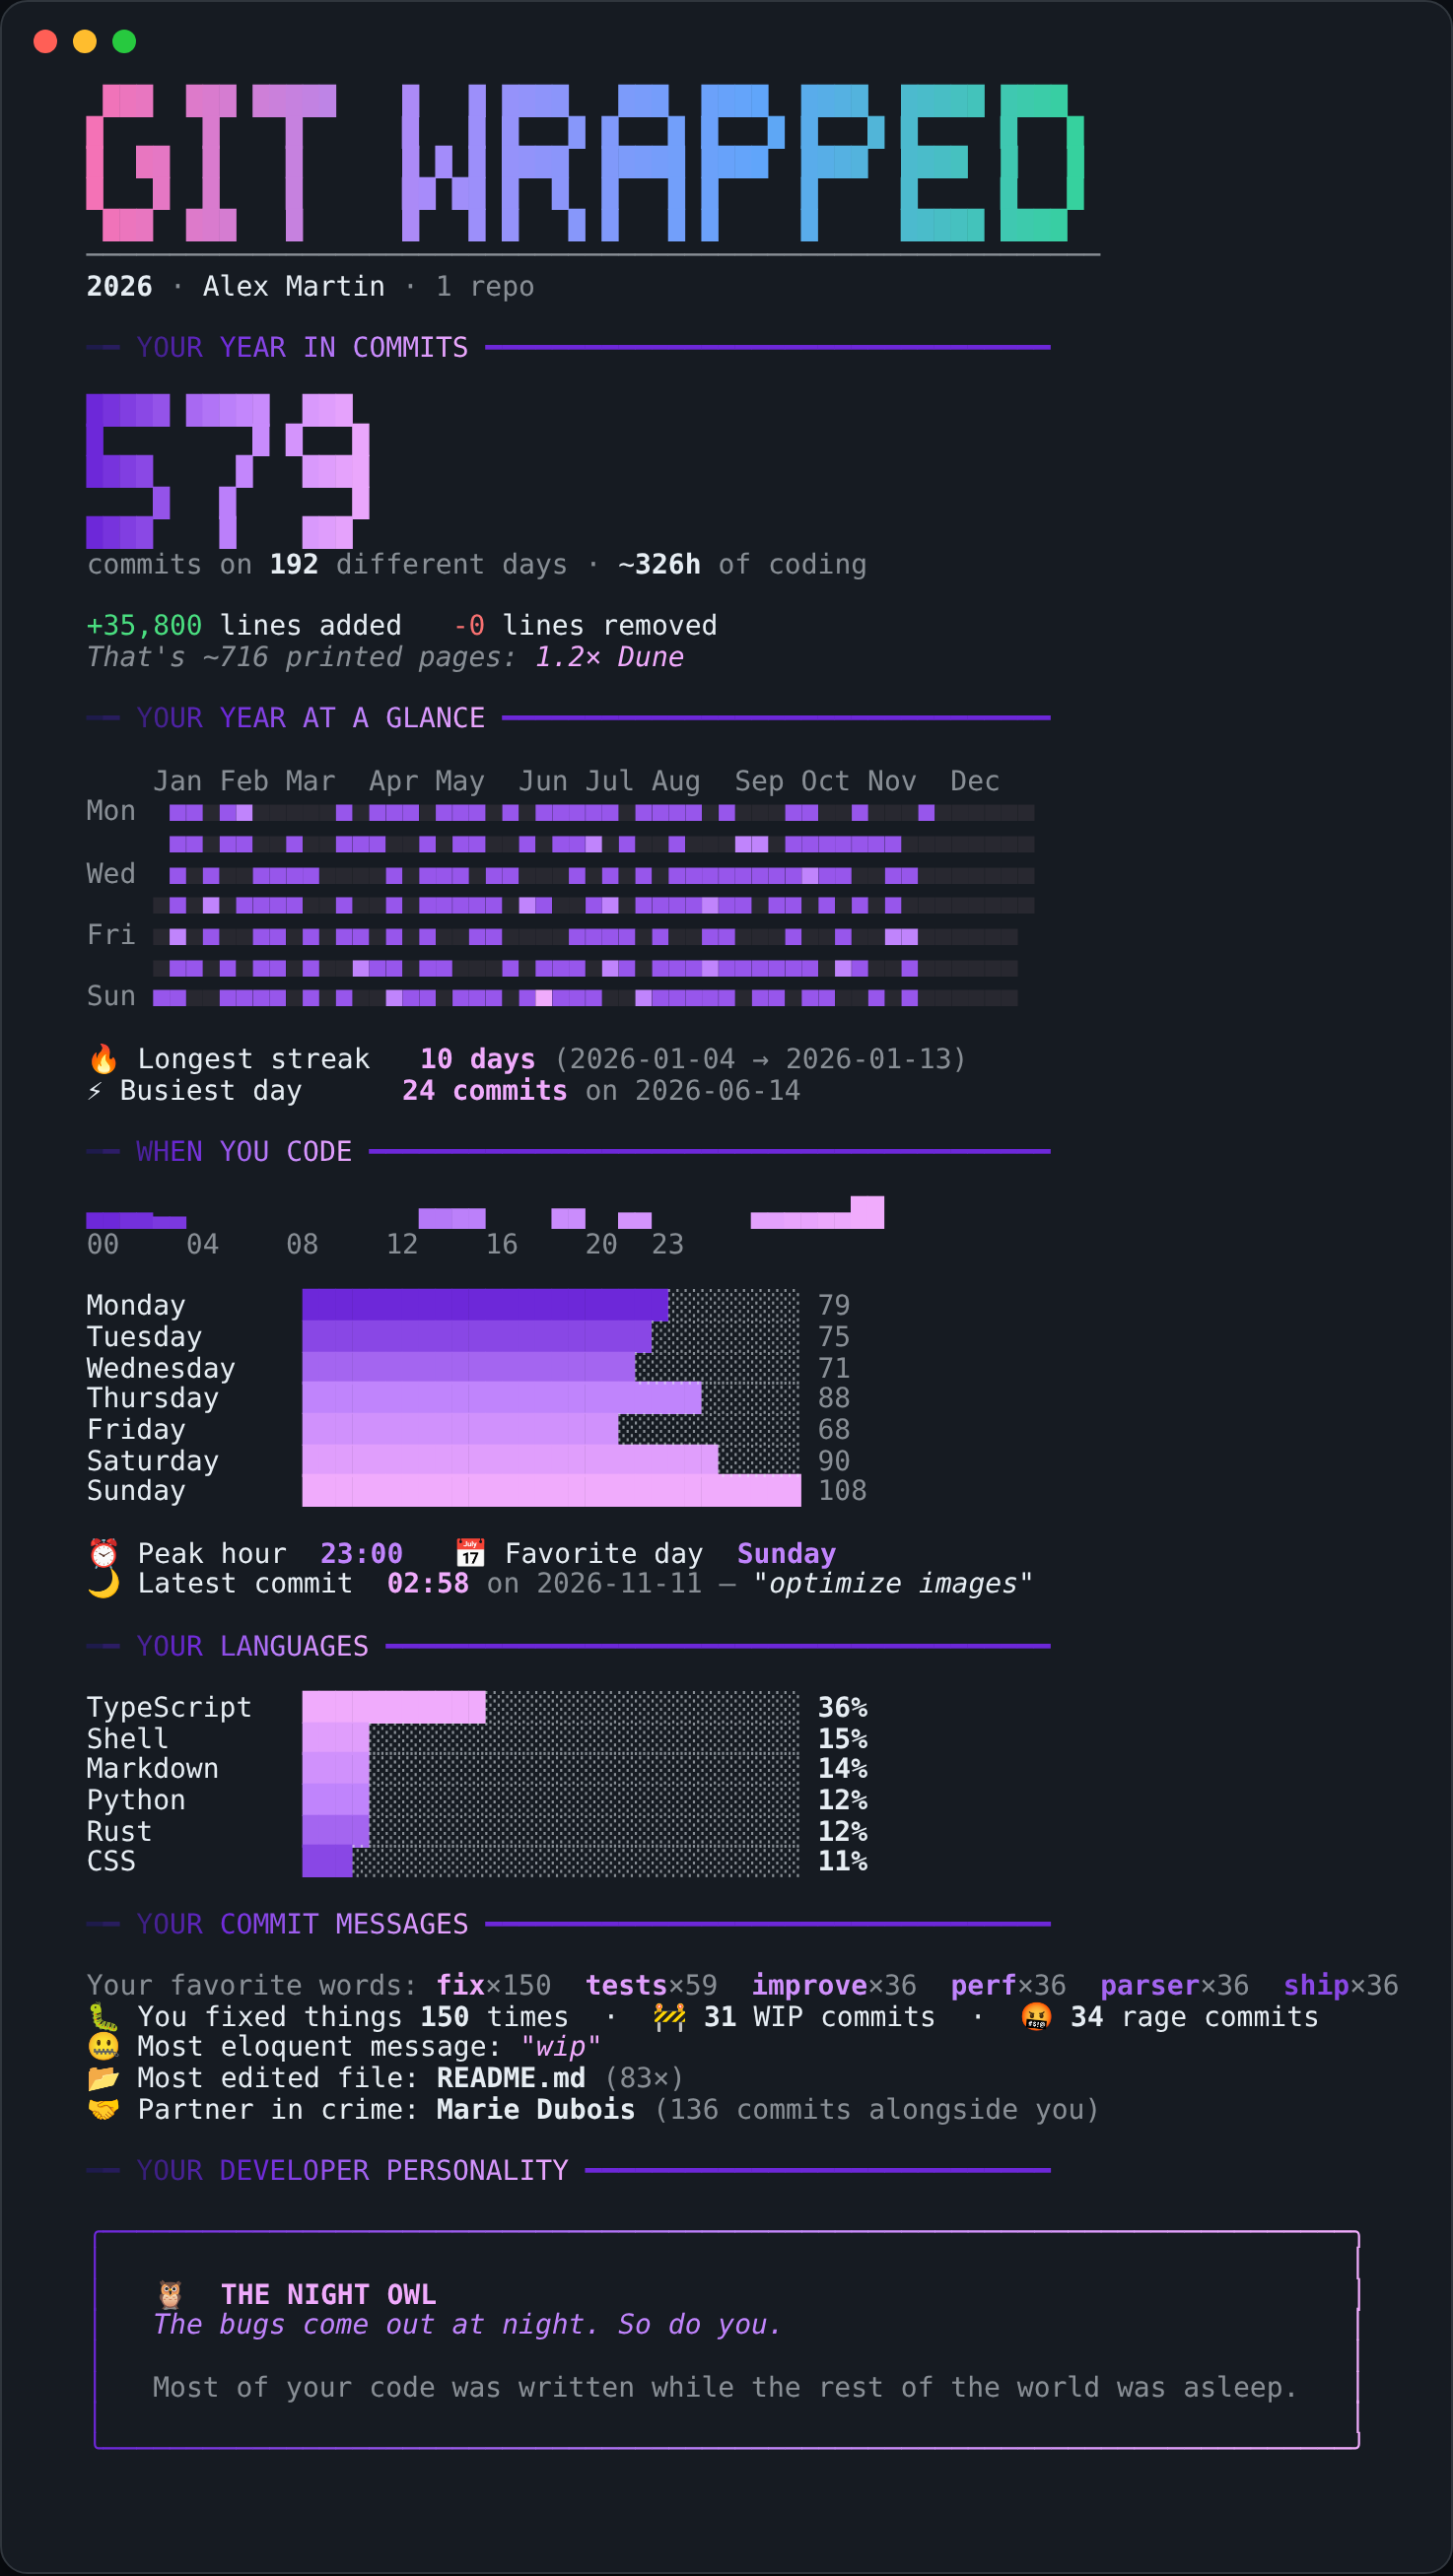 GIT WRAPPED
2026 · Alex Martin · 1 repo
YOUR YEAR IN COMMITS
579
commits on 192 different days · ~326h of coding
+35,800 lines added -0 lines removed
That's ~716 printed pages: 1.2× Dune
YOUR YEAR AT A GLANCE
Jan Feb Mar Apr May Jun Jul Aug Sep Oct Nov Dec
Mon
Wed
Fri
Sun
🔥 Longest streak 10 days (2026-01-04 → 2026-01-13)
⚡ Busiest day 24 commits on 2026-06-14
WHEN YOU CODE
00 04 08 12 16 20 23
Monday 79
Tuesday 75
Wednesday 71
Thursday 88
Friday 68
Saturday 90
Sunday 108
⏰ Peak hour 23:00 📅 Favorite day Sunday
🌙 Latest commit 02:58 on 2026-11-11 — "optimize images"
YOUR LANGUAGES
TypeScript 36%
Shell 15%
Markdown 14%
Python 12%
Rust 12%
CSS 11%
YOUR COMMIT MESSAGES
Your favorite words: fix×150 tests×59 improve×36 perf×36 parser×36 ship×36
🐛 You fixed things 150 times · 🚧 31 WIP commits · 🤬 34 rage commits
🤐 Most eloquent message: "wip"
📂 Most edited file: README.md (83×)
🤝 Partner in crime: Marie Dubois (136 commits alongside you)
YOUR DEVELOPER PERSONALITY
🦉 THE NIGHT OWL
The bugs come out at night. So do you.
Most of your code was written while the rest of the world was asleep.